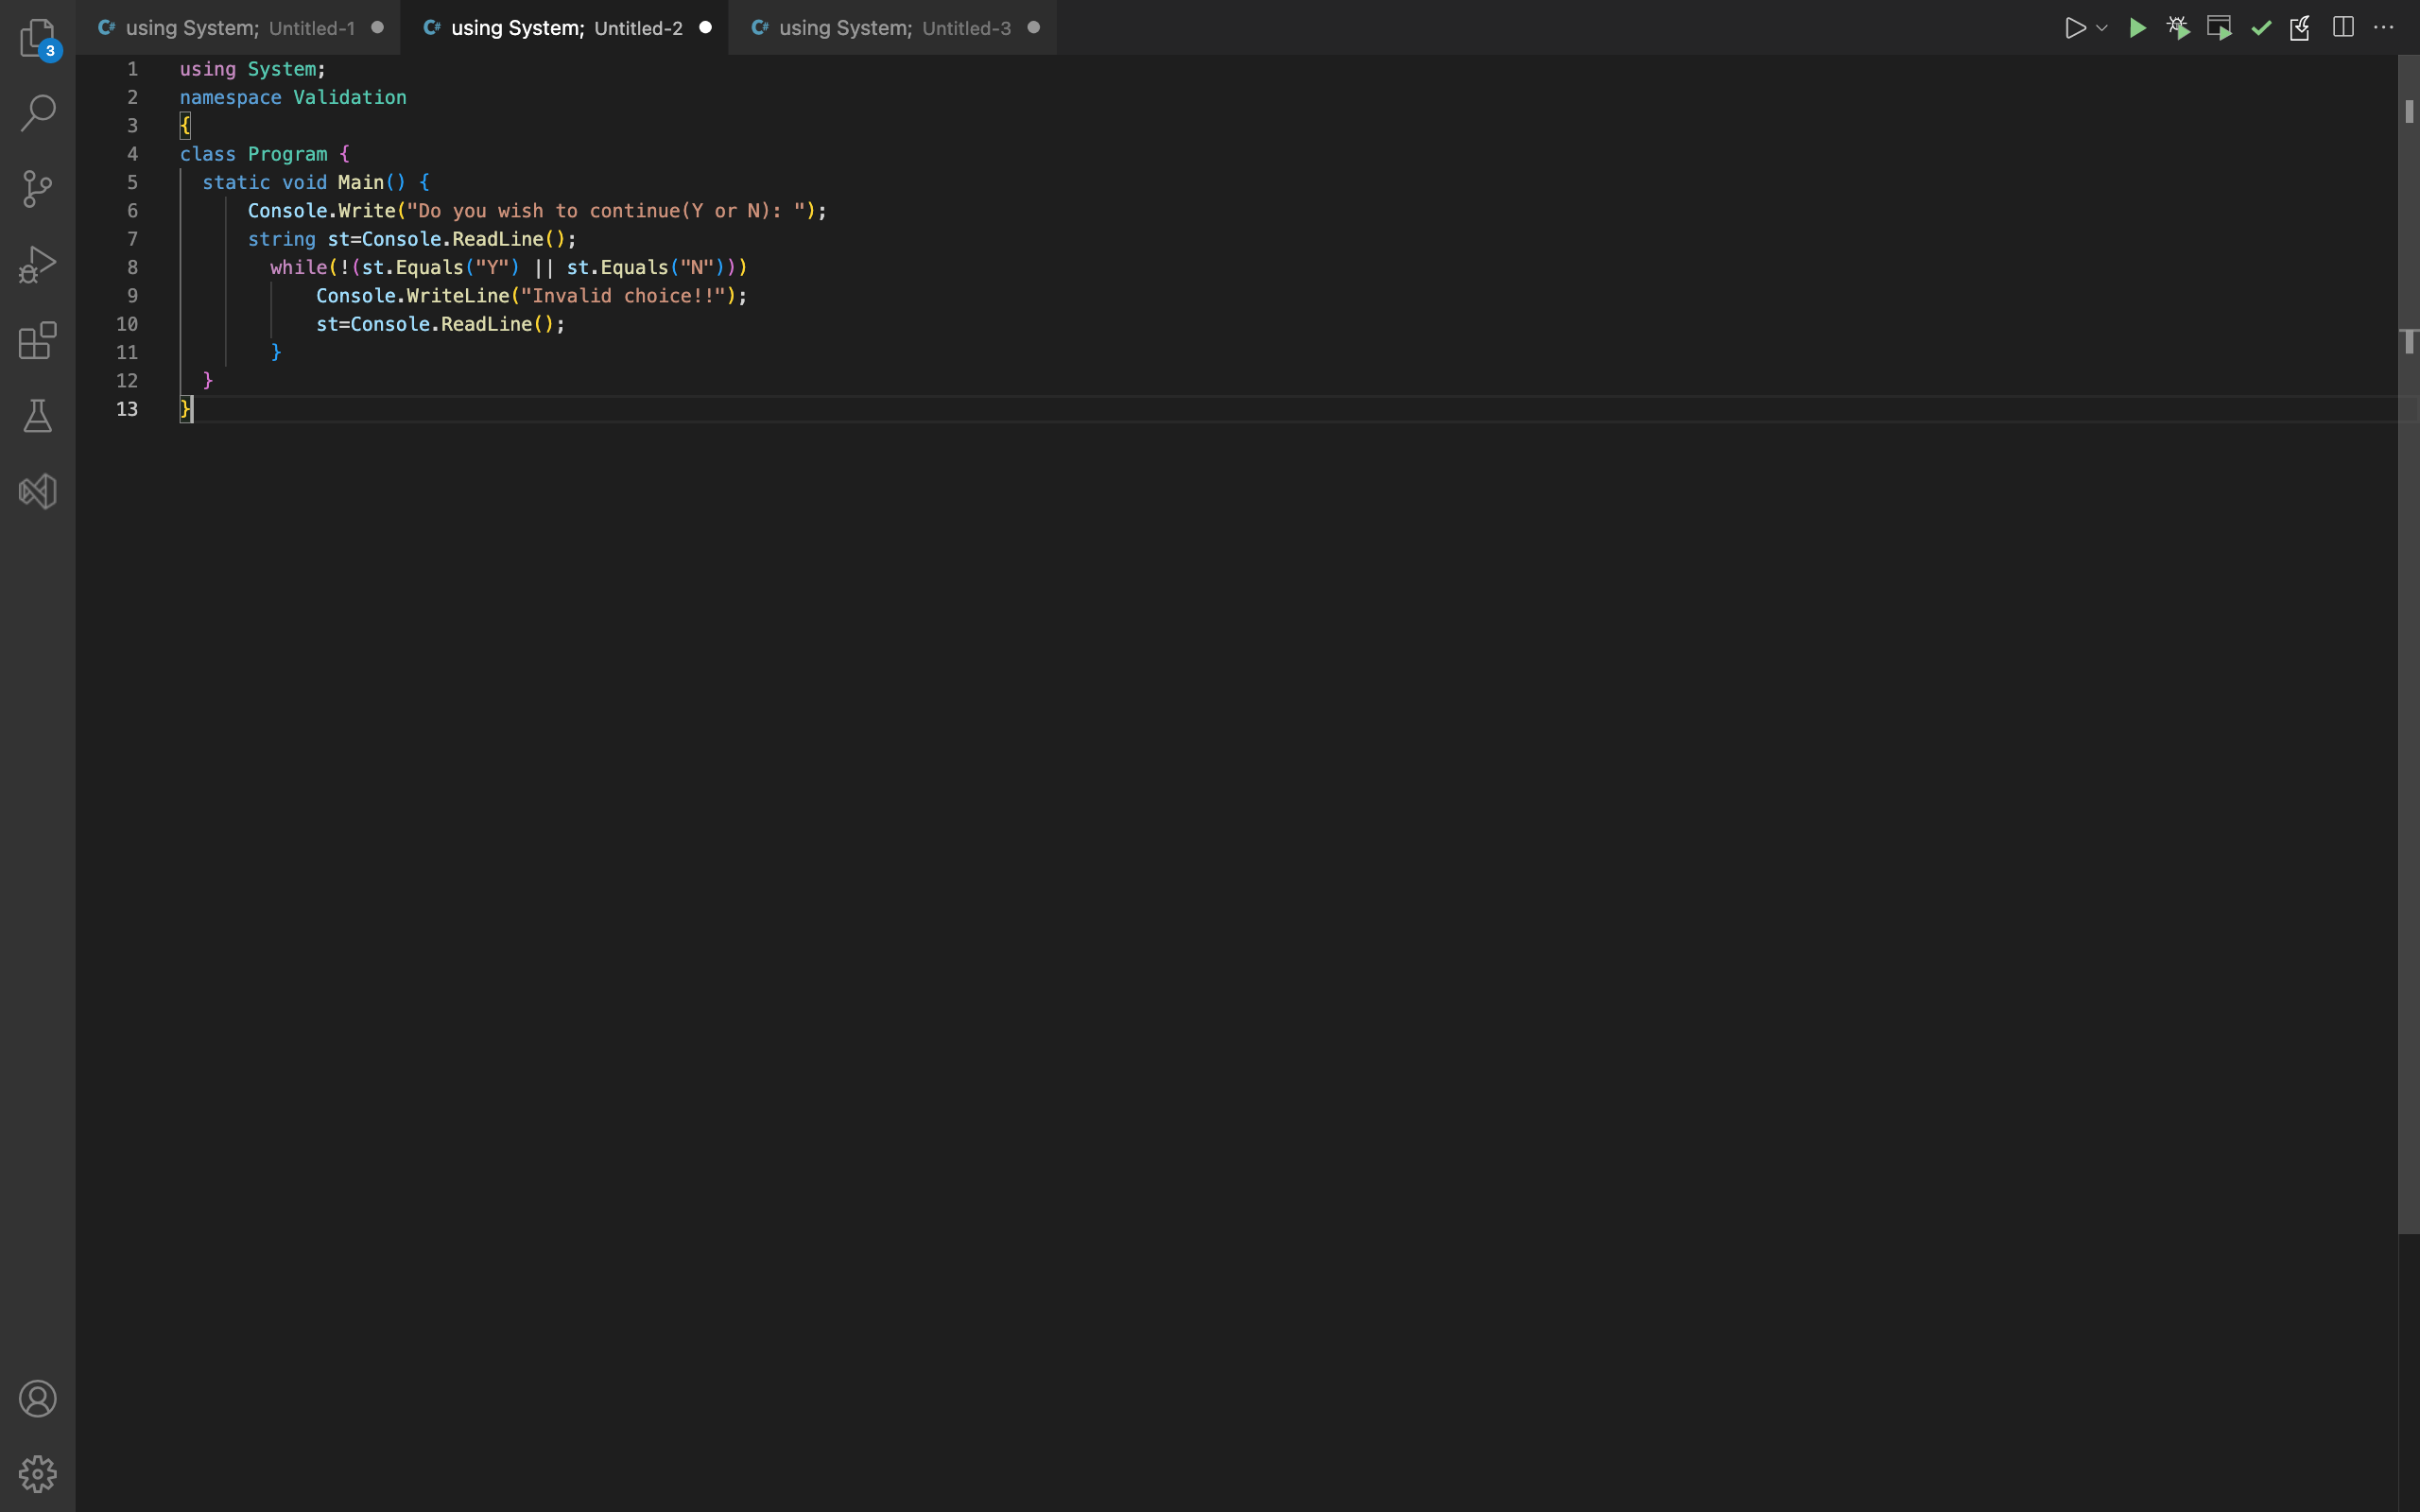 3
C# using System; Untitled-1
C# using System; Untitled-2
C# using System; Untitled-3
1 using System;
2 namespace Validation
3 {
4 class Program {
5 static void Main() {
6 Console.Write("Do you wish to continue(Y or N): ");
7 string st=Console.ReadLine();
8 while(!(st.Equals("Y") || st.Equals("N")))
9 Console.WriteLine("Invalid choice!!");
10 st=Console.ReadLine();
11 }
12 }
13 }